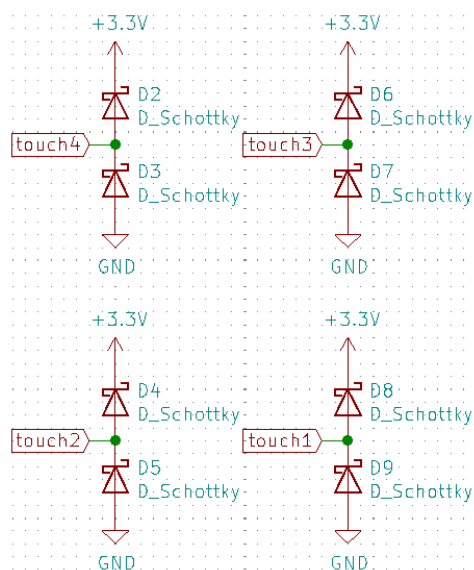 +3.3V
D2
D_Schottky
touch4
D3
D_Schottky
GND
+3.3V
D6
D_Schottky
touch3
D7
D_Schottky
GND
+3.3V
D4
D_Schottky
touch2
D5
D_Schottky
GND
+3.3V
D8
D_Schottky
touch1
D9
D_Schottky
GND